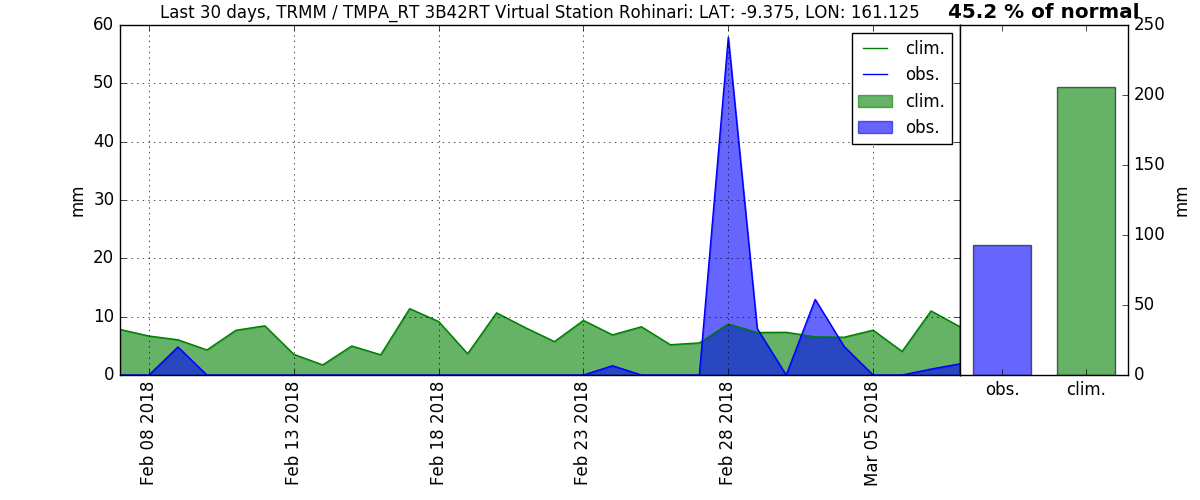 Last 30 days, TRMM / TMPA_RT 3B42RT Virtual Station Rohinari: LAT: -9.375, LON: 161.125
45.2 % of normal
60
50
40
30
20
10
0
mm
clim.
obs.
clim.
obs.
250
200
150
100
50
0
mm
obs.
clim.
Feb 08 2018
Feb 13 2018
Feb 18 2018
Feb 23 2018
Feb 28 2018
Mar 05 2018